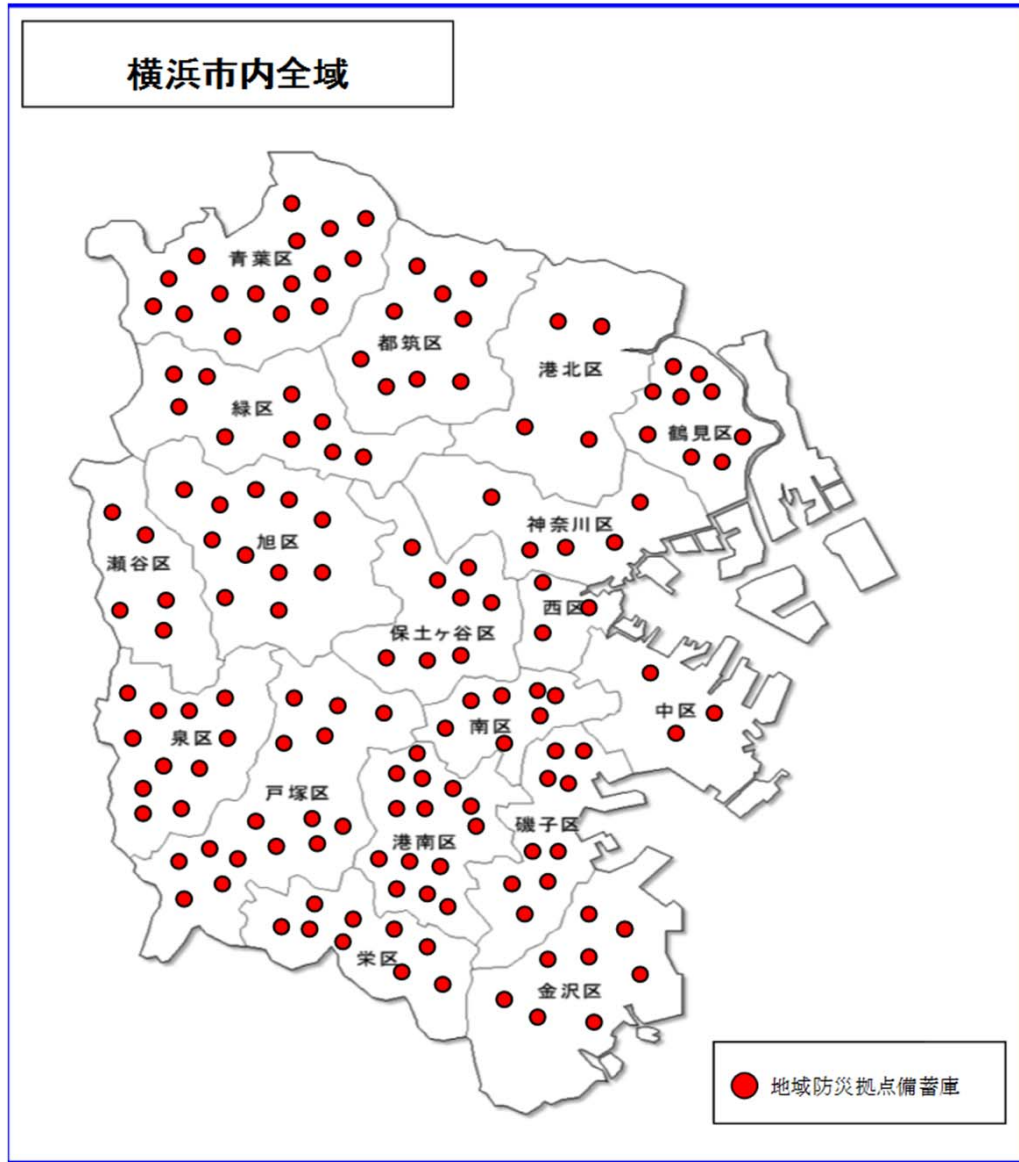 横浜市内全域
青葉区
都筑区
港北区
緑区
鶴見区
神奈川区
旭区
瀬谷区
西区
保土ヶ谷区
中区
南区
泉区
戸塚区
磯子区
港南区
栄区
金沢区
地域防災拠点備蓄庫